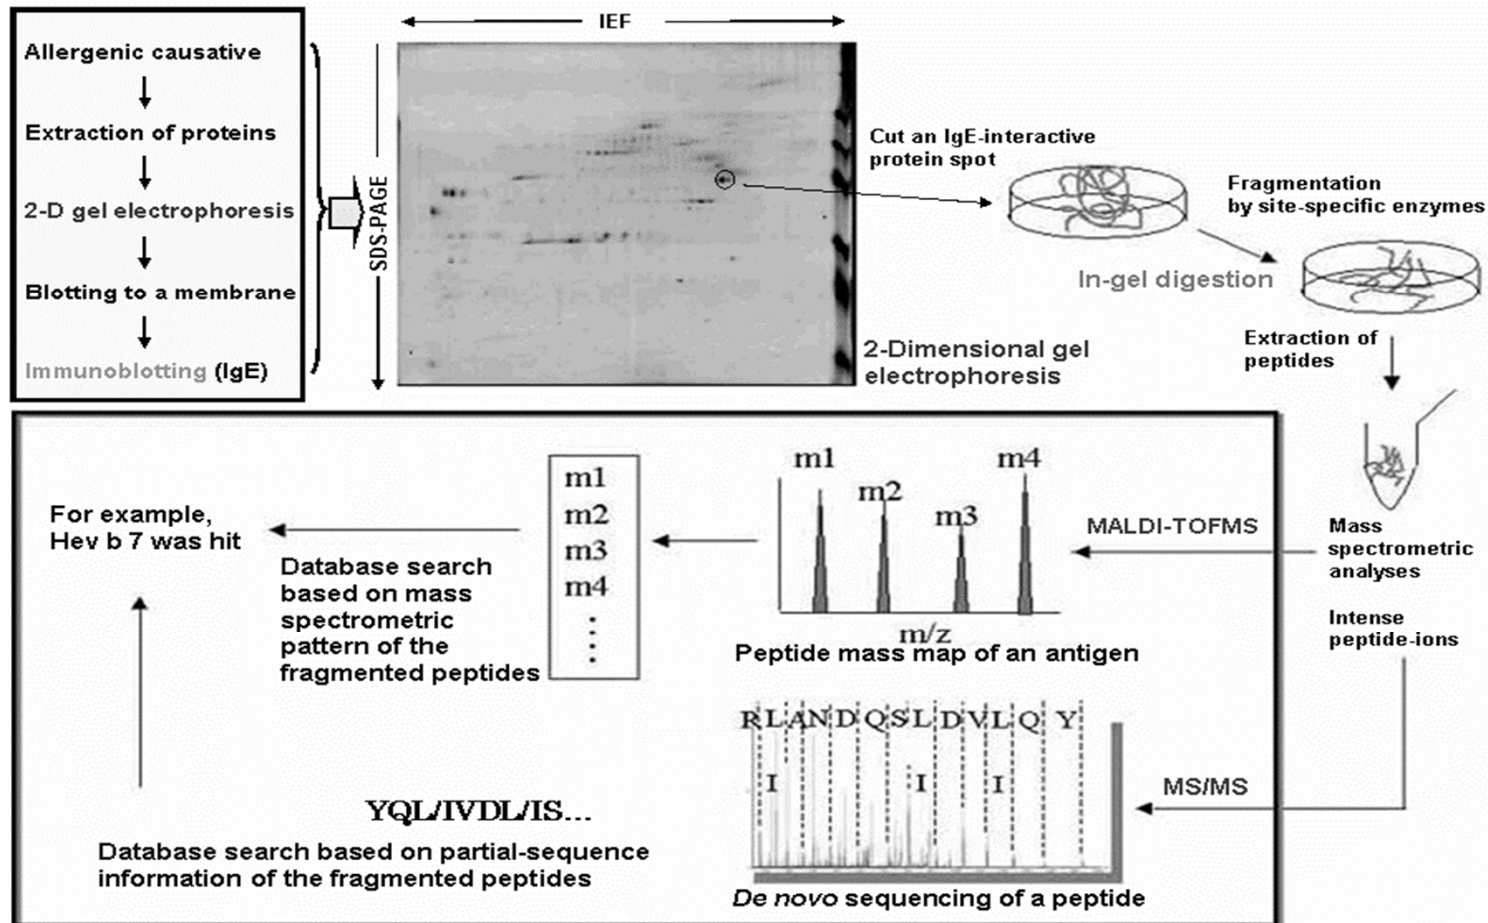 Allergenic causative
Extraction of proteins
2-D gel electrophoresis
Blotting to a membrane
Immunoblotting (IgE)
IEF
SDS-PAGE
Cut an IgE-interactive
protein spot
Fragmentation
by site-specific enzymes
In-gel digestion
2-Dimensional gel
electrophoresis
Extraction of
peptides
Mass
spectrometric
analyses
Intense
peptide-ions
MALDI-TOFMS
m1
m2
m3
m4
m/z
Peptide mass map of an antigen
m1
m2
m3
m4
⋮
Database search
based on mass
spectrometric
pattern of the
fragmented peptides
For example,
Hev b 7 was hit
MS/MS
R L A N D Q S L D V L Q Y
I I I
De novo sequencing of a peptide
YQL/IVDL/IS...
Database search based on partial-sequence
information of the fragmented peptides